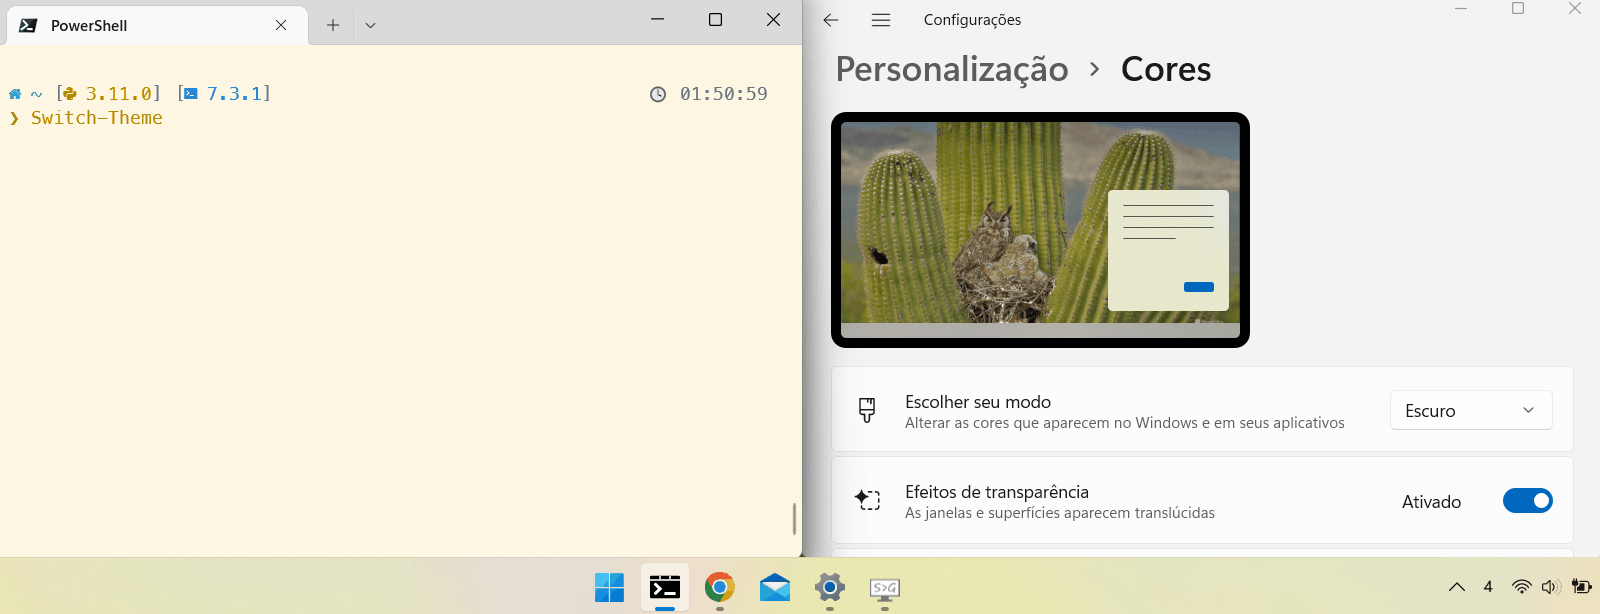 PowerShell
~ [ 3.11.0] [ 7.3.1] 01:50:59
❯ Switch-Theme
Configurações
Personalização › Cores
Escolher seu modo
Alterar as cores que aparecem no Windows e em seus aplicativos
Escuro
Efeitos de transparência
As janelas e superfícies aparecem translúcidas
Ativado
S>G
4